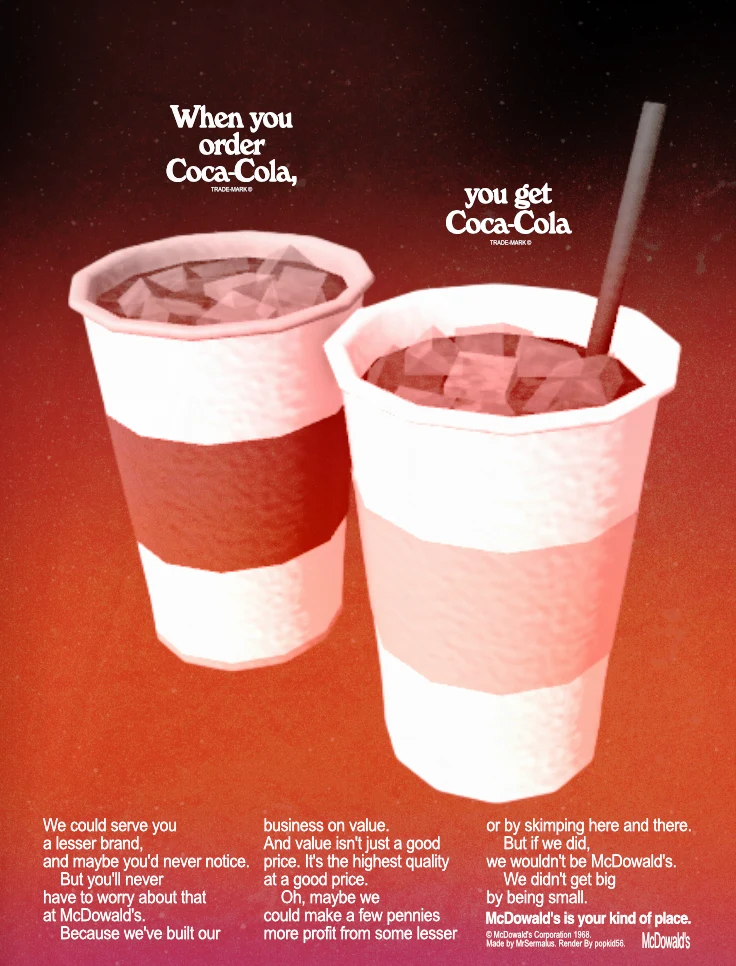 When you
order
Coca-Cola,
TRADE-MARK ®
you get
Coca-Cola
TRADE-MARK ®
We could serve you
a lesser brand,
and maybe you'd never notice.
But you'll never
have to worry about that
at McDowald's.
Because we've built our
business on value.
And value isn't just a good
price. It's the highest quality
at a good price.
Oh, maybe we
could make a few pennies
more profit from some lesser
or by skimping here and there.
But if we did,
we wouldn't be McDowald's.
We didn't get big
by being small.
McDowald's is your kind of place.
© McDowald's Corporation 1968.
Made by MrSermalus. Render By popkid56.
McDowald's